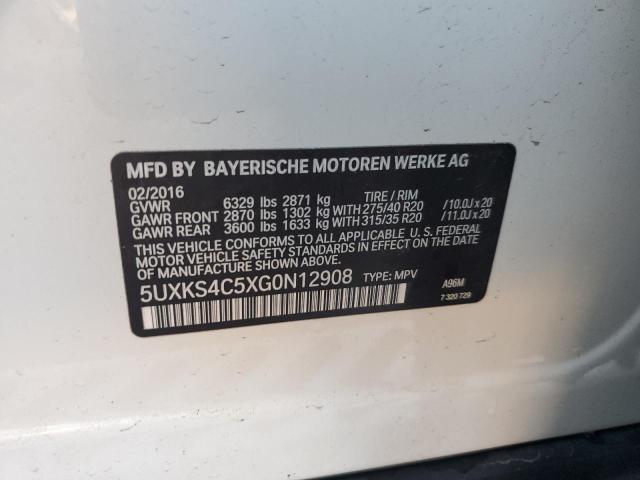 MFD BY BAYERISCHE MOTOREN WERKE AG
02/2016
GVWR 6329 lbs 2871 kg TIRE / RIM
GAWR FRONT 2870 lbs 1302 kg WITH 275/40 R20 /10.0J x 20
GAWR REAR 3600 lbs 1633 kg WITH 315/35 R20 /11.0J x 20
THIS VEHICLE CONFORMS TO ALL APPLICABLE U. S. FEDERAL
MOTOR VEHICLE SAFETY STANDARDS IN EFFECT ON THE DATE
OF MANUFACTURE SHOWN ABOVE.
5UXKS4C5XG0N12908 TYPE: MPV A96M
7 320 729